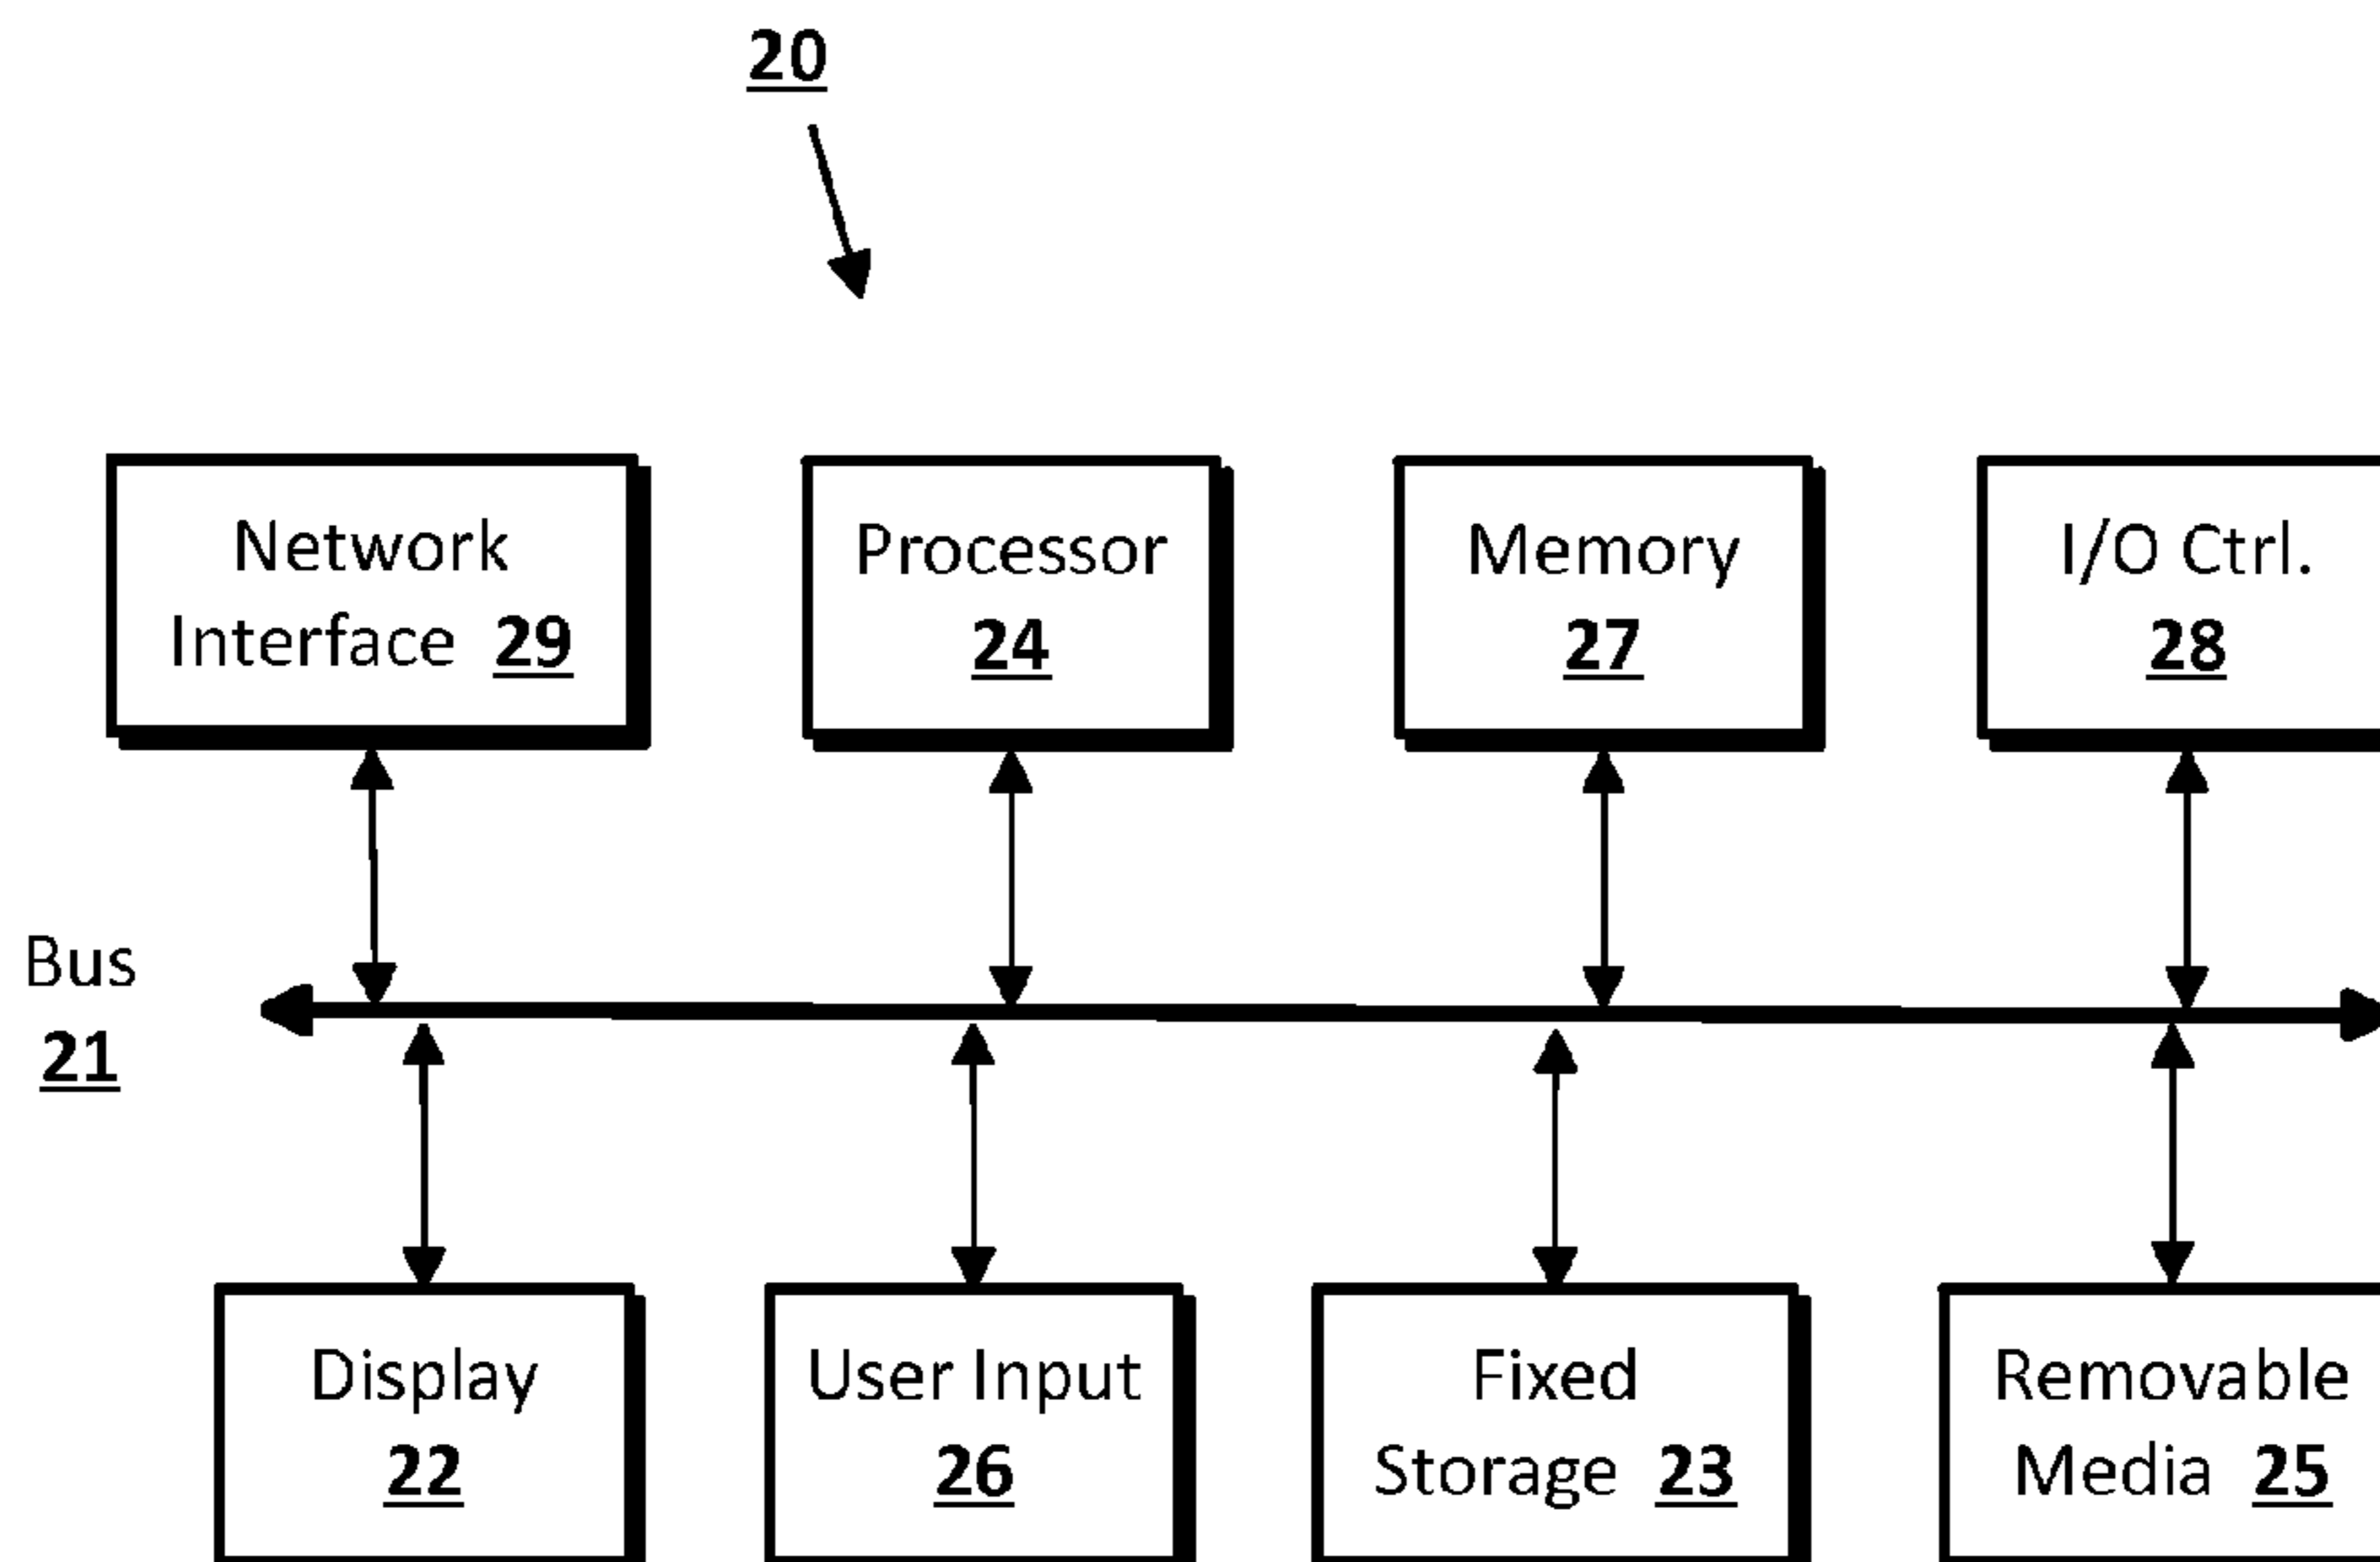 20
Network
Interface 29
Processor
24
Memory
27
I/O Ctrl.
28
Bus
21
Display
22
User Input
26
Fixed
Storage 23
Removable
Media 25